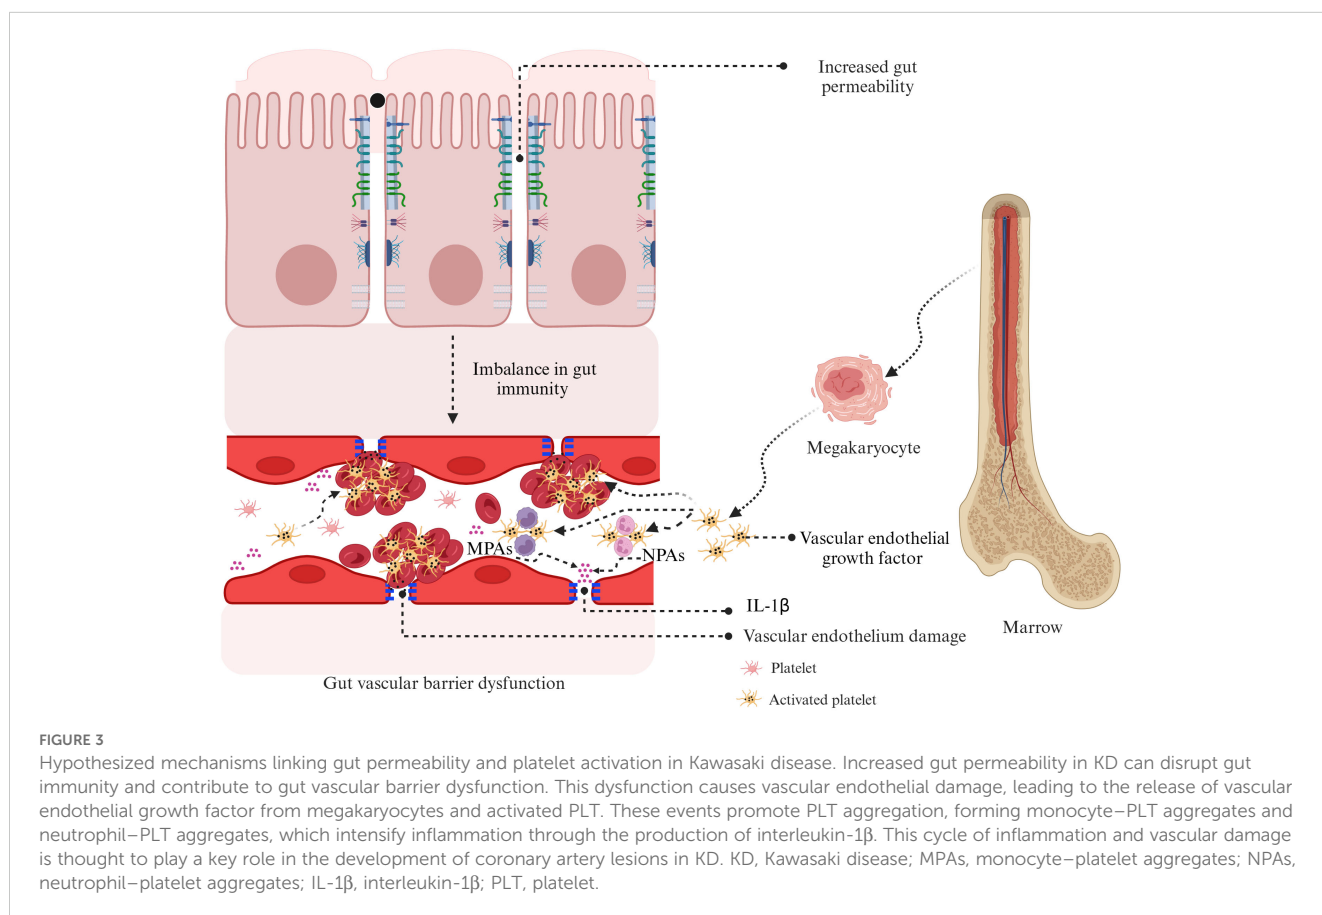 Increased gut
permeability
Imbalance in gut
immunity
Megakaryocyte
MPAs
NPAs
Vascular endothelial
growth factor
IL-1β
Marrow
Vascular endothelium damage
Platelet
Gut vascular barrier dysfunction
Activated platelet
FIGURE 3
Hypothesized mechanisms linking gut permeability and platelet activation in Kawasaki disease. Increased gut permeability in KD can disrupt gut
immunity and contribute to gut vascular barrier dysfunction. This dysfunction causes vascular endothelial damage, leading to the release of vascular
endothelial growth factor from megakaryocytes and activated PLT. These events promote PLT aggregation, forming monocyte–PLT aggregates and
neutrophil–PLT aggregates, which intensify inflammation through the production of interleukin-1β. This cycle of inflammation and vascular damage
is thought to play a key role in the development of coronary artery lesions in KD. KD, Kawasaki disease; MPAs, monocyte–platelet aggregates; NPAs,
neutrophil–platelet aggregates; IL-1β, interleukin-1β; PLT, platelet.